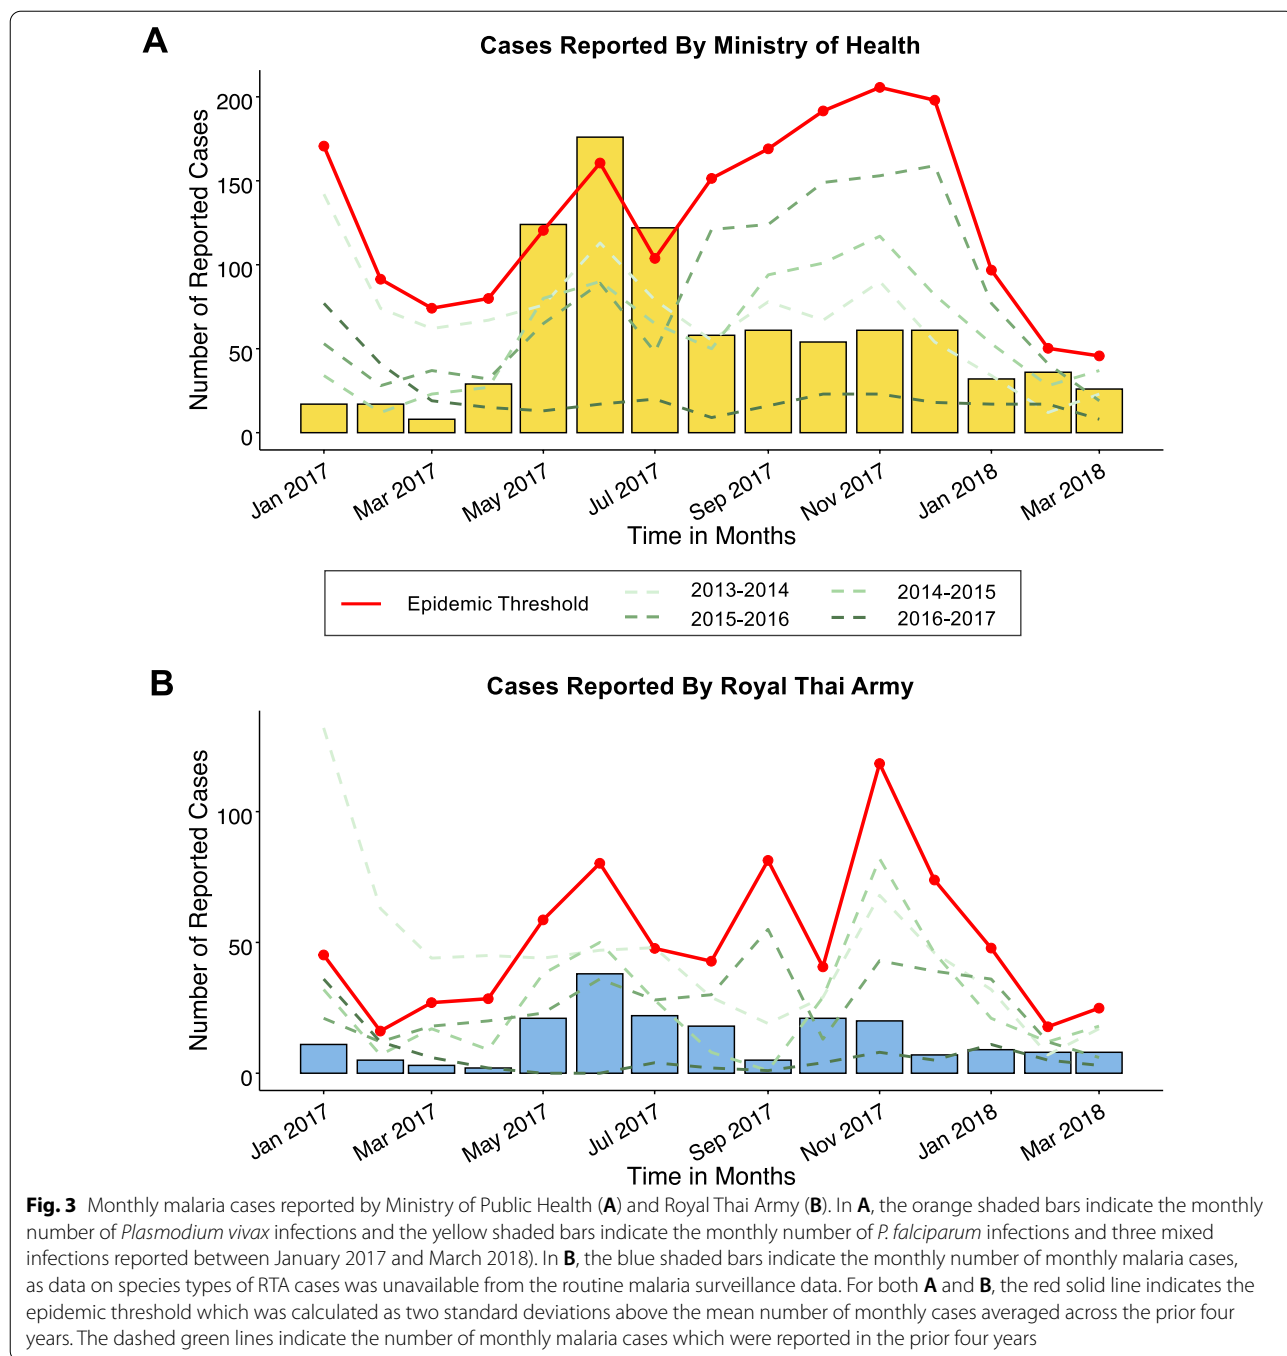 A
Cases Reported By Ministry of Health
Number of Reported Cases
200
150
100
50
0
Jan 2017
Mar 2017
May 2017
Jul 2017
Sep 2017
Nov 2017
Jan 2018
Mar 2018
Time in Months
Epidemic Threshold
2013-2014
2014-2015
2015-2016
2016-2017
B
Cases Reported By Royal Thai Army
Number of Reported Cases
100
50
0
Jan 2017
Mar 2017
May 2017
Jul 2017
Sep 2017
Nov 2017
Jan 2018
Mar 2018
Time in Months
Fig. 3 Monthly malaria cases reported by Ministry of Public Health (A) and Royal Thai Army (B). In A, the orange shaded bars indicate the monthly
number of Plasmodium vivax infections and the yellow shaded bars indicate the monthly number of P. falciparum infections and three mixed
infections reported between January 2017 and March 2018). In B, the blue shaded bars indicate the monthly number of monthly malaria cases,
as data on species types of RTA cases was unavailable from the routine malaria surveillance data. For both A and B, the red solid line indicates the
epidemic threshold which was calculated as two standard deviations above the mean number of monthly cases averaged across the prior four
years. The dashed green lines indicate the number of monthly malaria cases which were reported in the prior four years